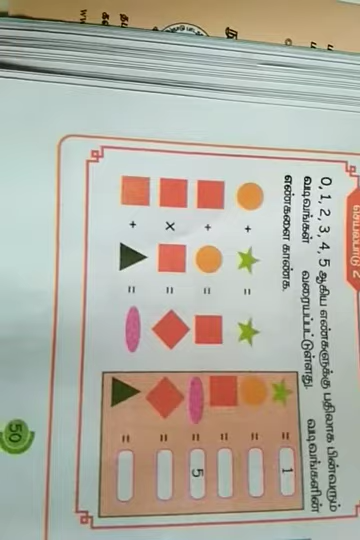 செயல்பாடு 2
0, 1, 2, 3, 4, 5 ஆகிய எண்களுக்கு பதிலாக பின்வரும்
வடிவங்கள் வரையப்பட்டுள்ளது. வடிவங்களின்
எண்களை காண்க.
+ =
+ =
× =
+ =
= 1
=
=
= 5
=
=
50